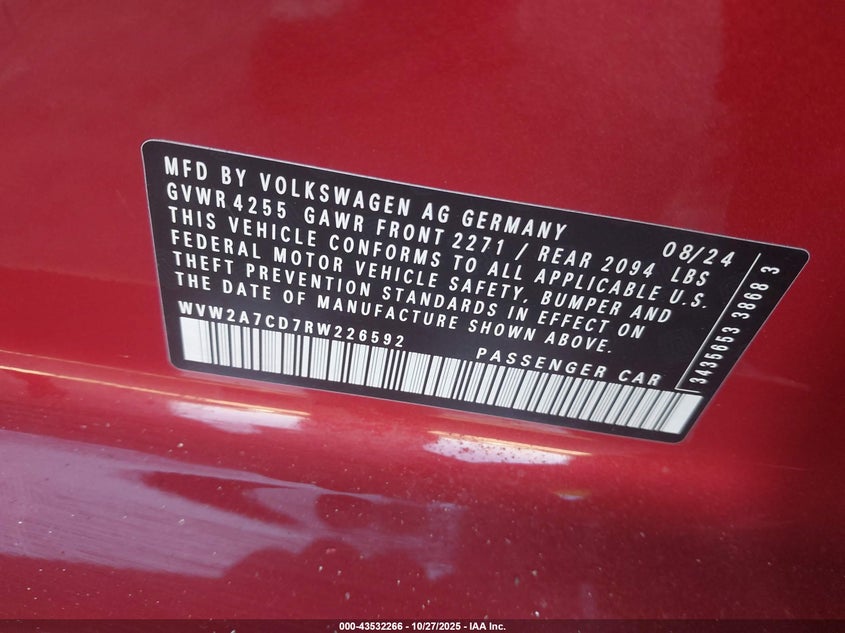 MFD BY VOLKSWAGEN AG GERMANY 08/24
GVWR 4255 GAWR FRONT 2271 / REAR 2094 LBS
THIS VEHICLE CONFORMS TO ALL APPLICABLE U.S.
FEDERAL MOTOR VEHICLE SAFETY, BUMPER AND
THEFT PREVENTION STANDARDS IN EFFECT ON
THE DATE OF MANUFACTURE SHOWN ABOVE.
WVW2A7CD7RW226592 PASSENGER CAR
3435653 3868 3
000-43532266 - 10/27/2025 - IAA Inc.